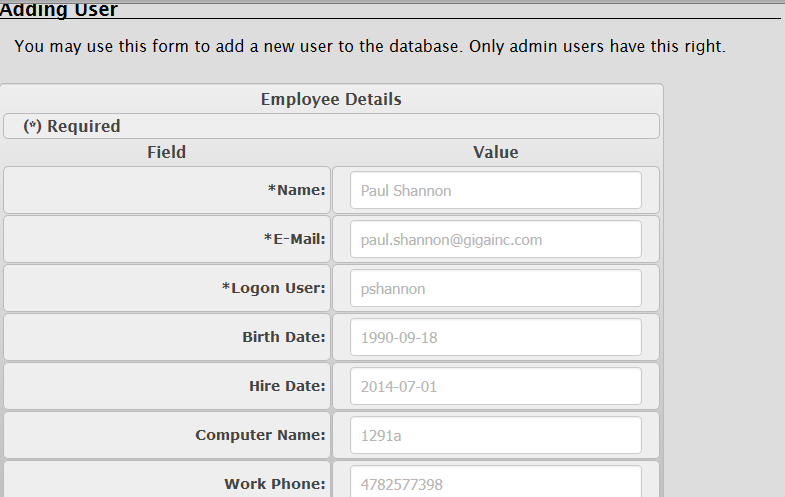 Adding User
You may use this form to add a new user to the database. Only admin users have this right.
Employee Details
(*) Required
Field Value
*Name: Paul Shannon
*E-Mail: paul.shannon@gigainc.com
*Logon User: pshannon
Birth Date: 1990-09-18
Hire Date: 2014-07-01
Computer Name: 1291a
Work Phone: 4782577398